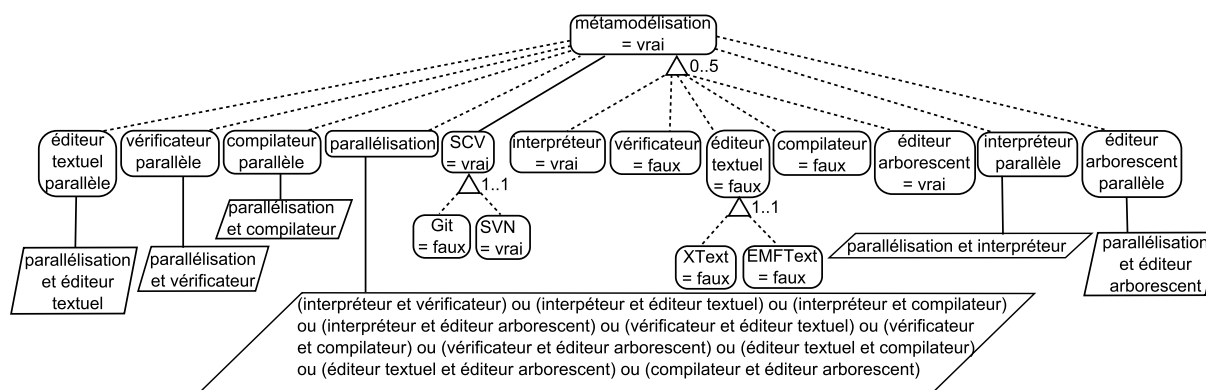 métamodélisation
= vrai
0..5
éditeur
textuel
parallèle
vérificateur
parallèle
compilateur
parallèle
parallélisation
SCV
= vrai
interpréteur
= vrai
vérificateur
= faux
éditeur
textuel
= faux
compilateur
= faux
éditeur
arborescent
= vrai
interpréteur
parallèle
éditeur
arborescent
parallèle
1..1
1..1
parallélisation
et compilateur
Git
= faux
SVN
= vrai
parallélisation
et éditeur
textuel
parallélisation
et vérificateur
XText
= faux
EMFText
= faux
parallélisation et interpréteur
parallélisation
et éditeur
arborescent
(interpréteur et vérificateur) ou (interpéteur et éditeur textuel) ou (interpréteur et compilateur)
ou (interpréteur et éditeur arborescent) ou (vérificateur et éditeur textuel) ou (vérificateur
et compilateur) ou (vérificateur et éditeur arborescent) ou (éditeur textuel et compilateur)
ou (éditeur textuel et éditeur arborescent) ou (compilateur et éditeur arborescent)